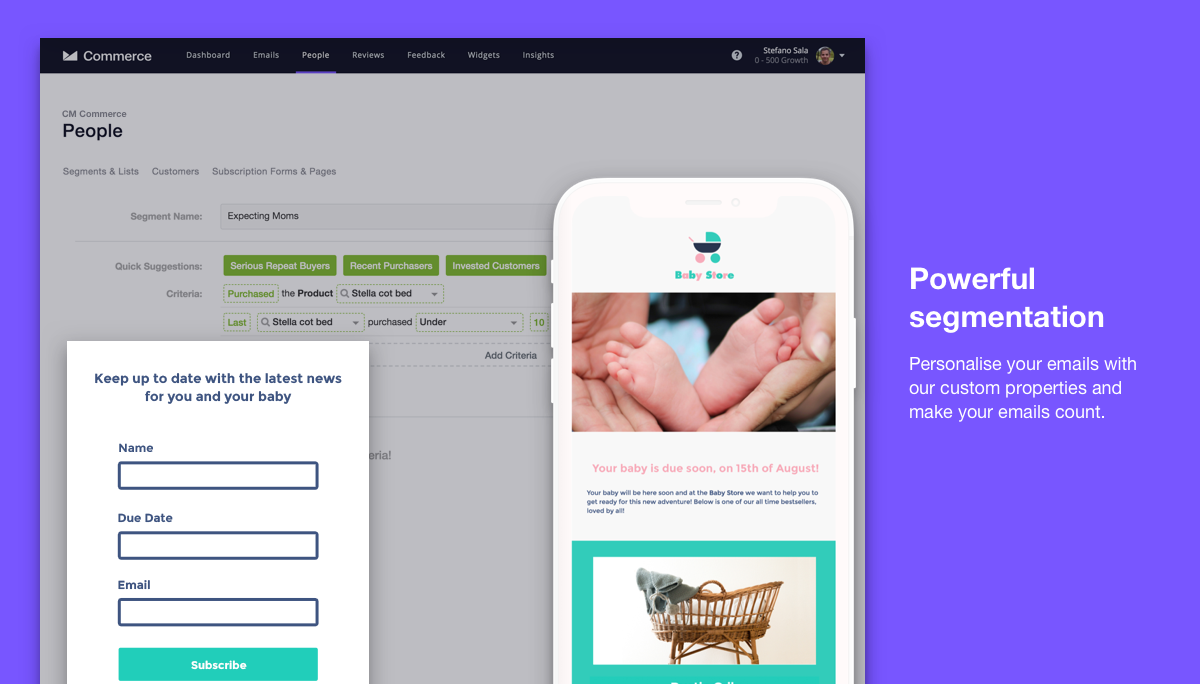 Commerce
Dashboard Emails People Reviews Feedback Widgets Insights
? Stefano Sala
0 - 500 Growth
CM Commerce
People
Segments & Lists Customers Subscription Forms & Pages
Segment Name: Expecting Moms
Quick Suggestions: Serious Repeat Buyers Recent Purchasers Invested Customers
Criteria: Purchased the Product Stella cot bed
Last Stella cot bed purchased Under 10
Add Criteria
Keep up to date with the latest news
for you and your baby
Name
Due Date
Email
Subscribe
Baby Store
Your baby is due soon, on 15th of August!
Your baby will be here soon and at the Baby Store we want to help you to
get ready for this new adventure! Below is one of our all time bestsellers,
loved by all!
Powerful
segmentation
Personalise your emails with
our custom properties and
make your emails count.